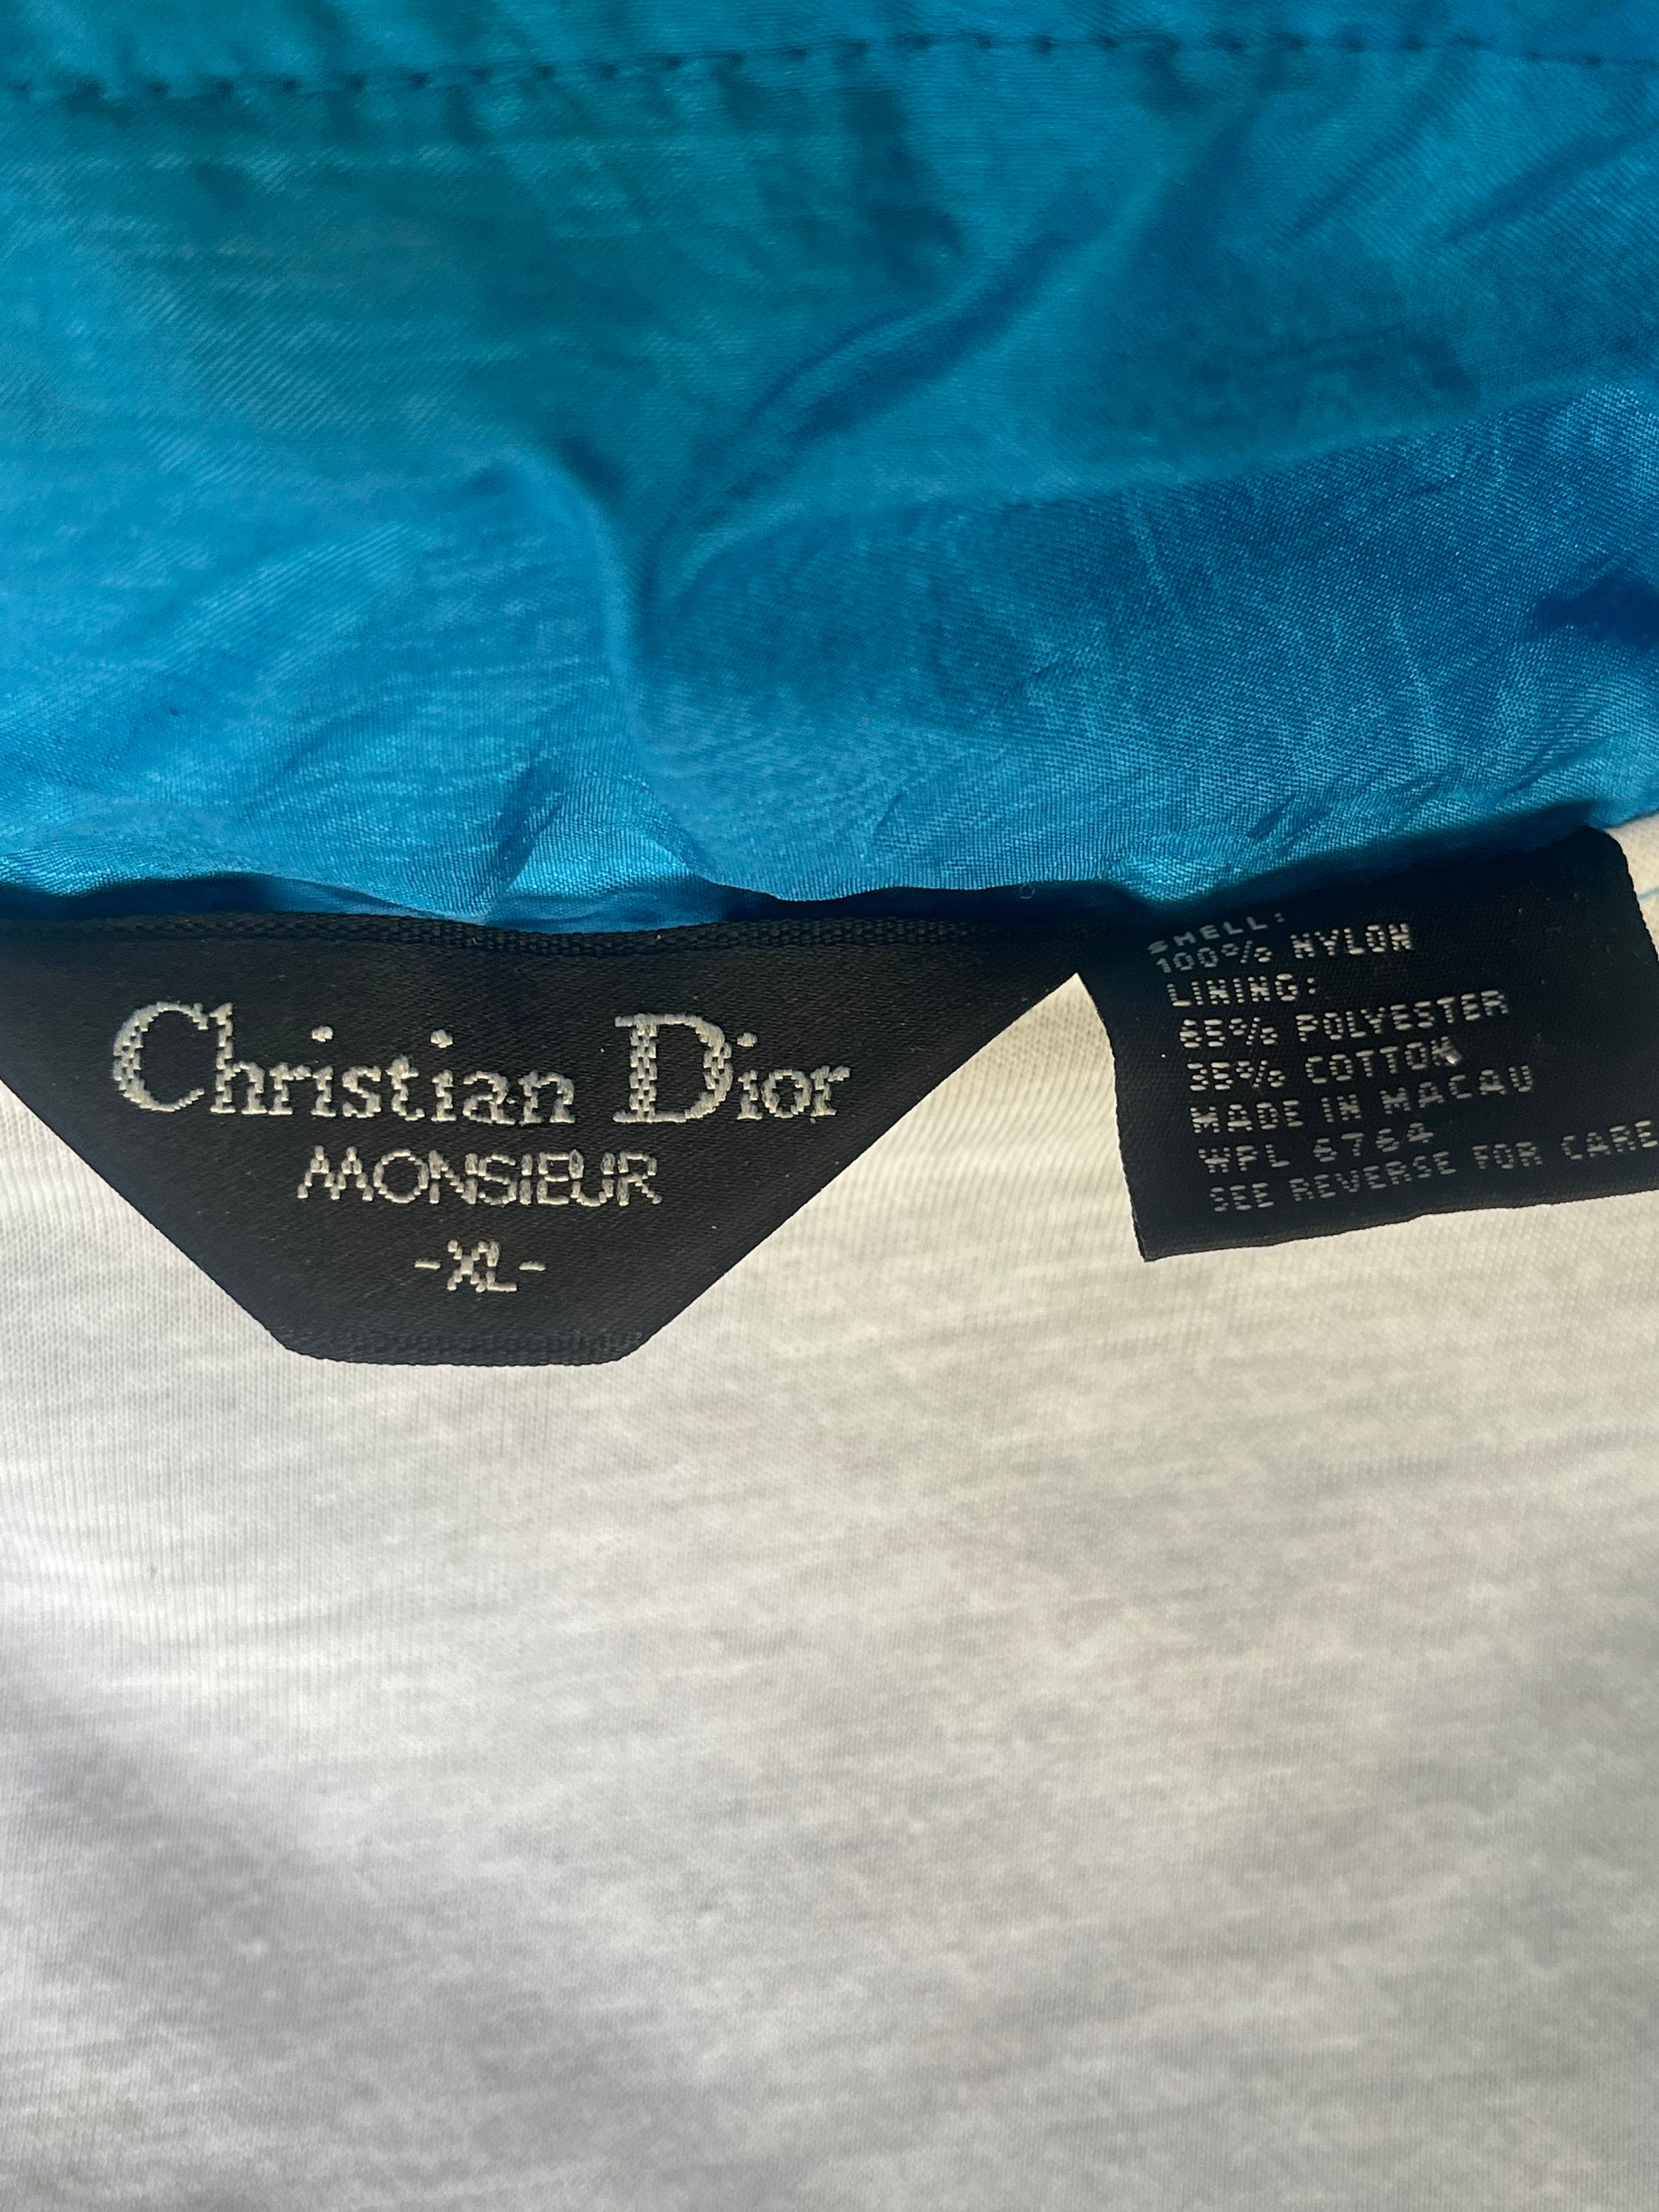 Christian Dior
MONSIEUR
-XL-
SHELL:
100% NYLON
LINING:
65% POLYESTER
35% COTTON
MADE IN MACAU
WPL 6764
SEE REVERSE FOR CARE